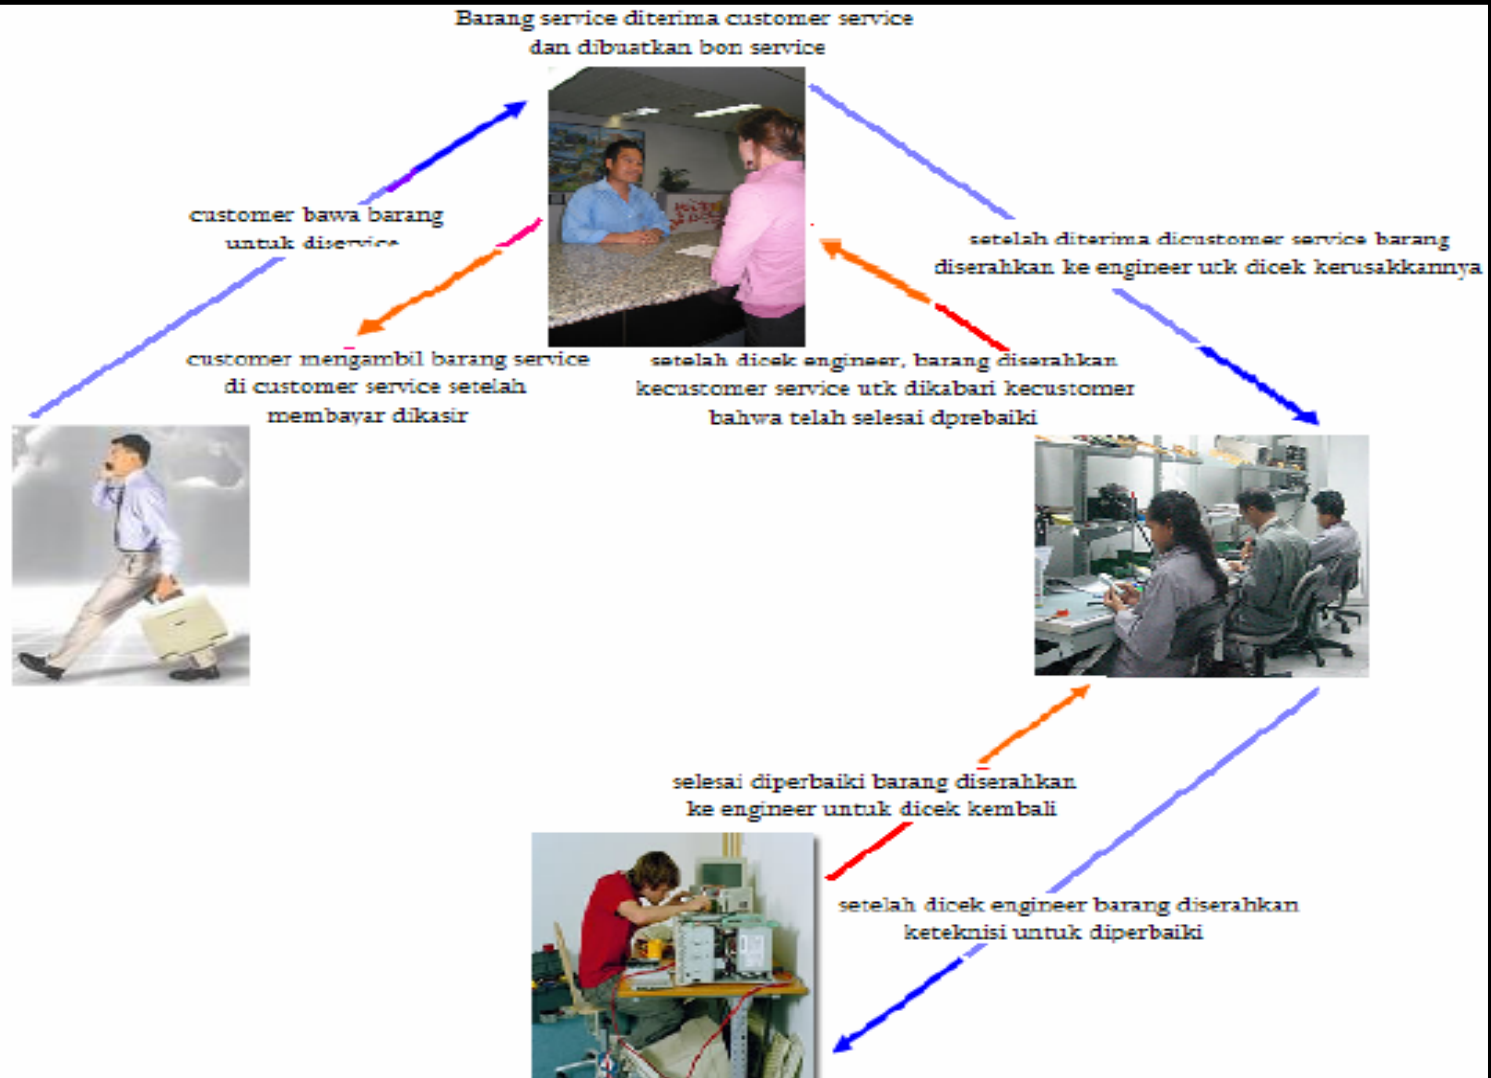 Barang service diterima customer service
dan dibuatkan bon service
customer bawa barang
untuk diservice
setelah diterima dicustomer service barang
diserahkan ke engineer utk dicek kerusakkannya
customer mengambil barang service
di customer service setelah
membayar dikasir
setelah dicek engineer, barang diserahkan
kecustomer service utk dikabari kecustomer
bahwa telah selesai dprebaiki
selesai diperbaiki barang diserahkan
ke engineer untuk dicek kembali
setelah dicek engineer barang diserahkan
keteknisi untuk diperbaiki